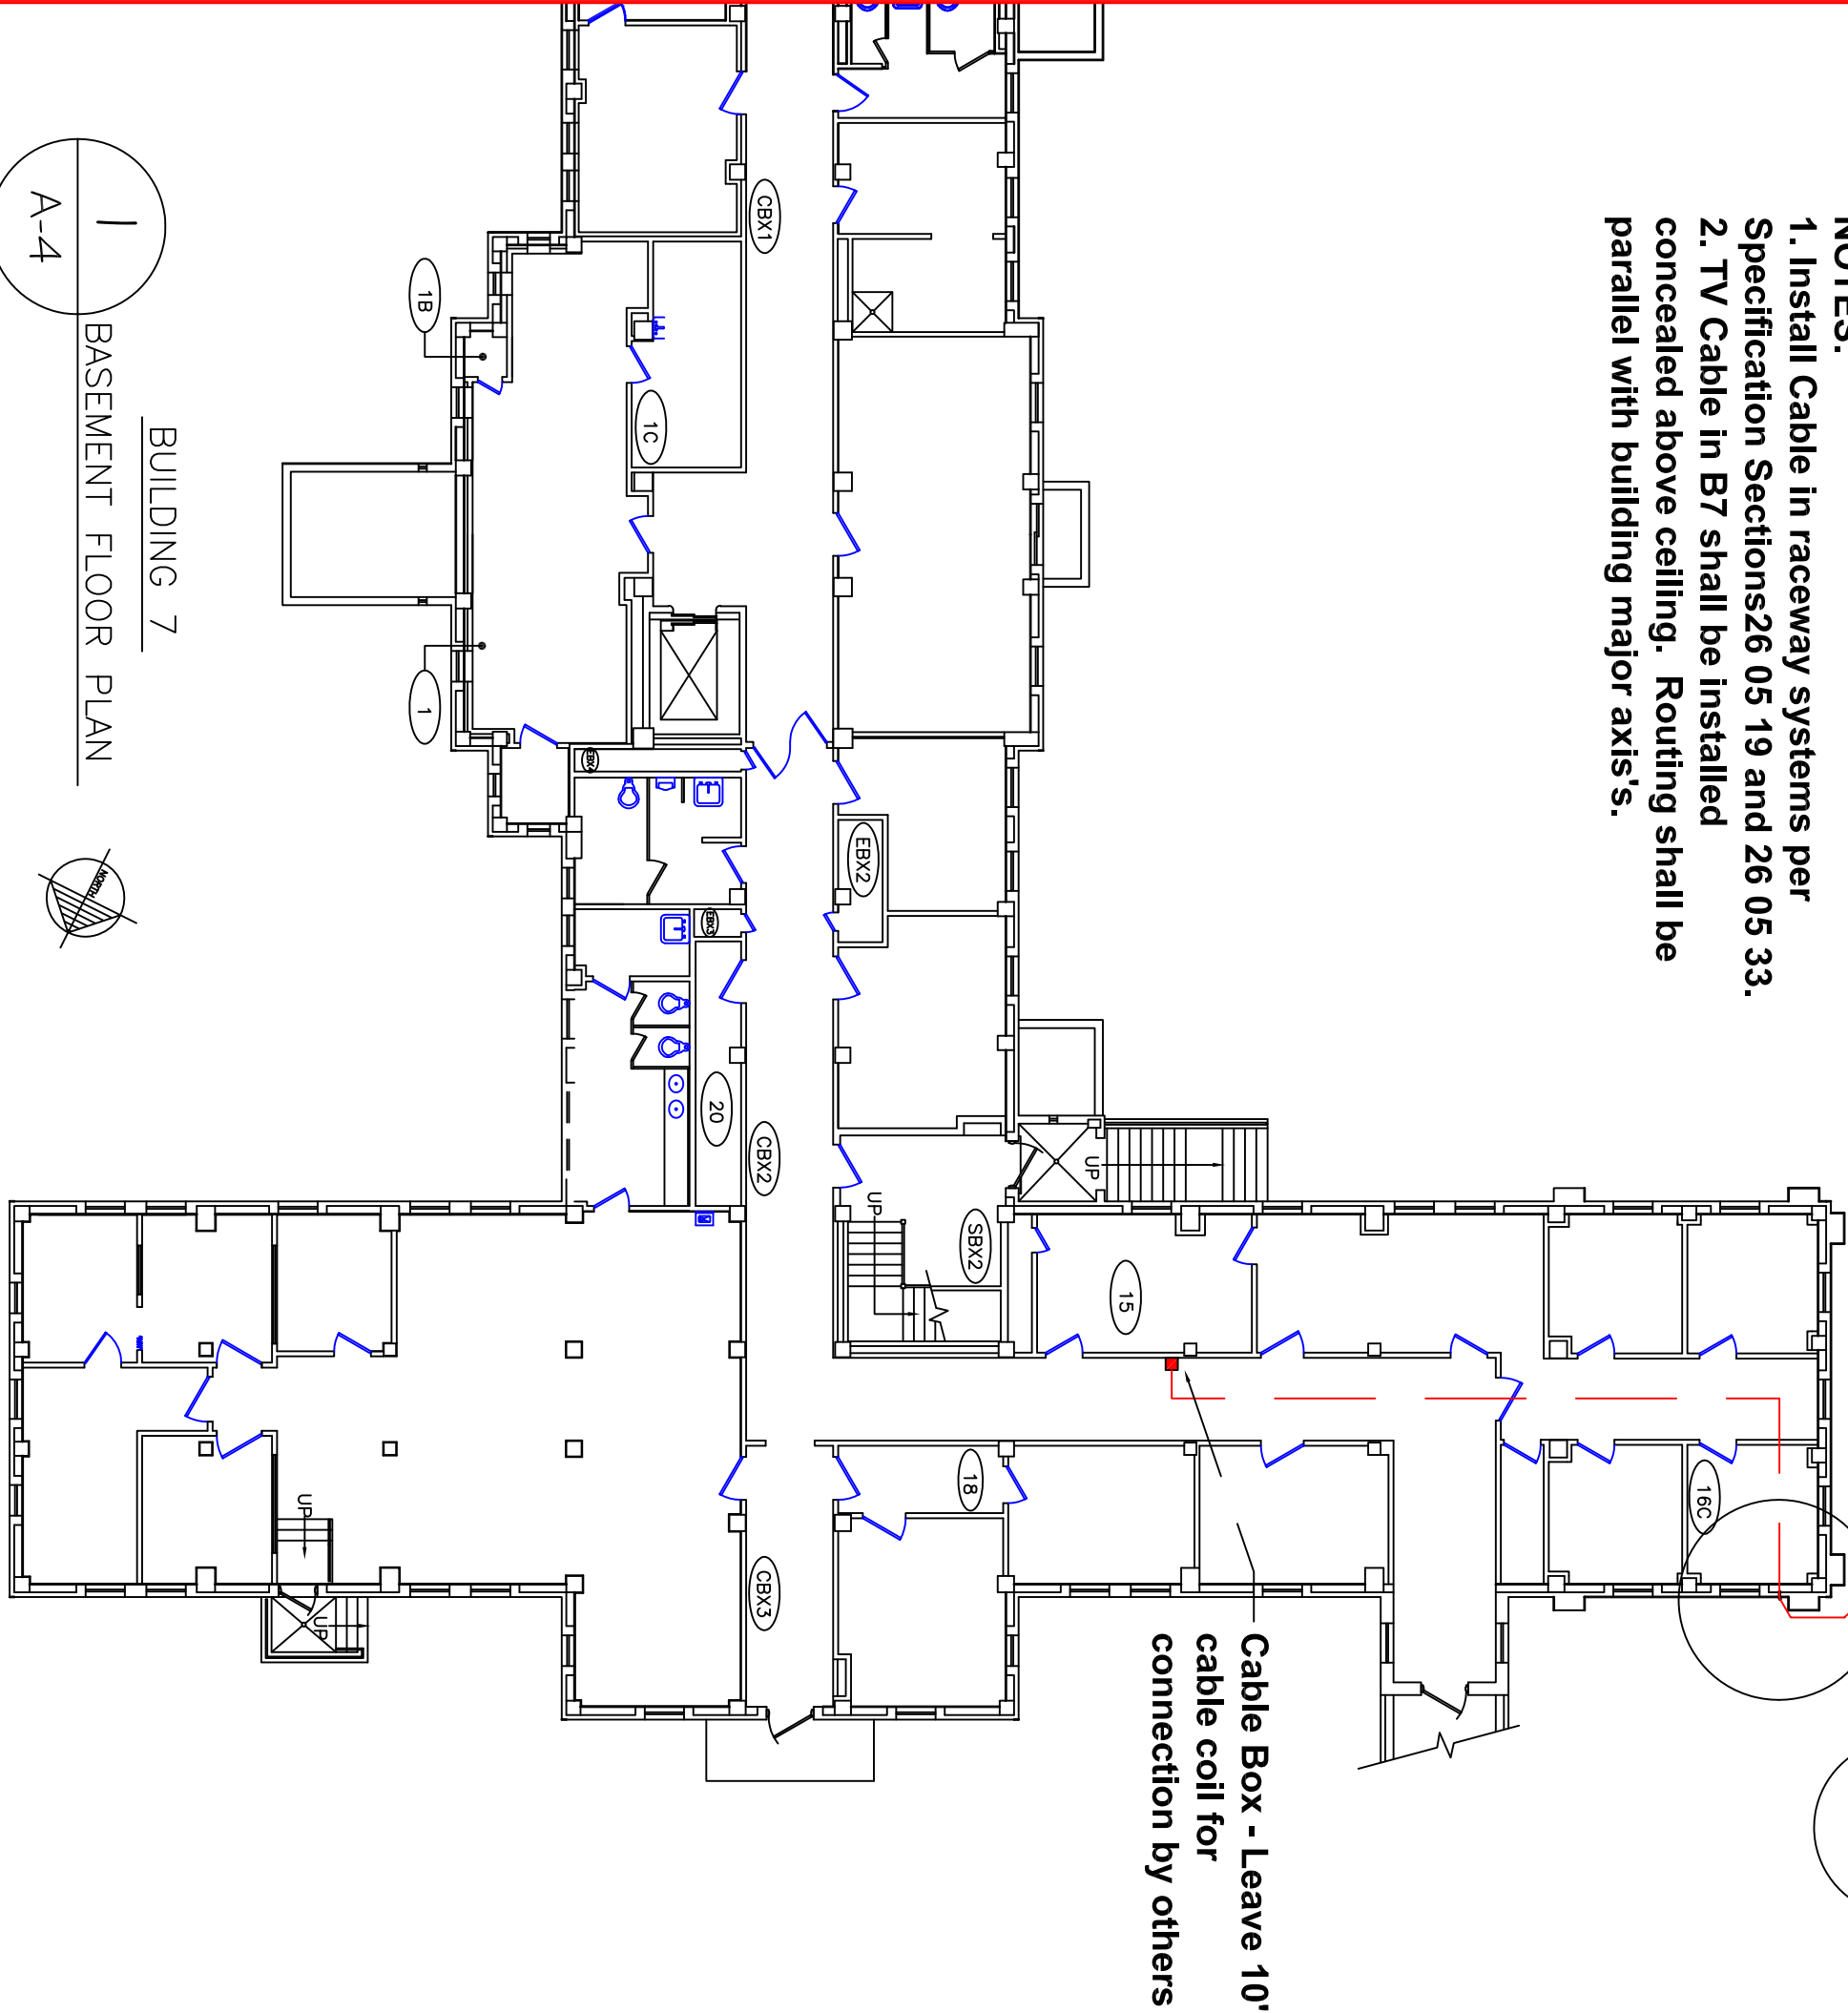 NOTES:
1. Install Cable in raceway systems per
Specification Sections26 05 19 and 26 05 33.
2. TV Cable in B7 shall be installed
concealed above ceiling.  Routing shall be
parallel with building major axis's.
Cable Box - Leave 10'
cable coil for
connection by others
CBX1
1B
1C
1
EBX4
EBX2
EBX3
20
CBX2
UP
UP
SBX2
15
16C
18
CBX3
UP
UP
BUILDING 7
1
A-4
BASEMENT FLOOR PLAN
NORTH